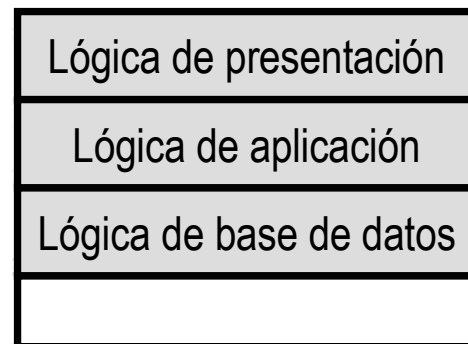 Lógica de presentación
Lógica de aplicación
Lógica de base de datos